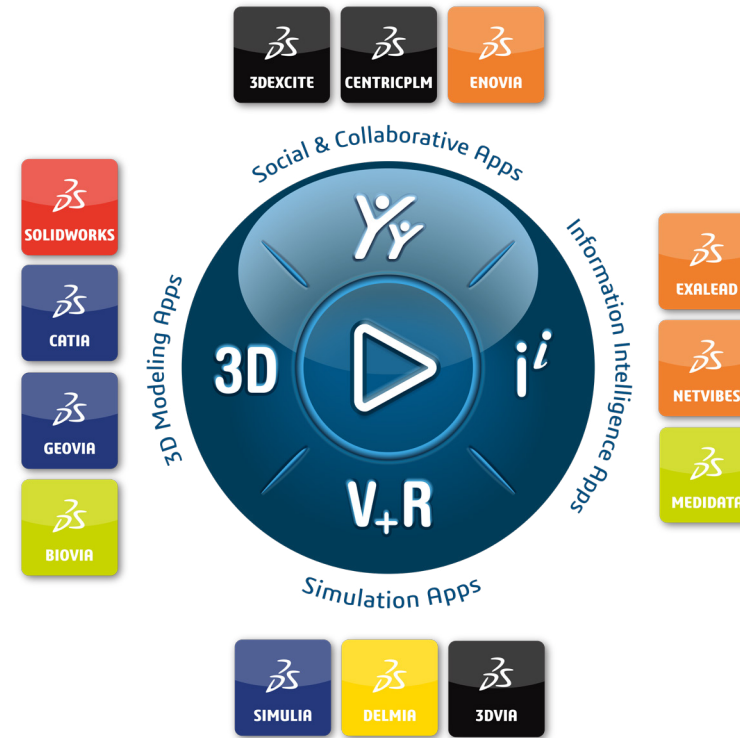 3DEXCITE
CENTRICPLM
ENOVIA
Social & Collaborative Apps
SOLIDWORKS
CATIA
GEOVIA
BIOVIA
3D Modeling Apps
3D
i i
V+R
Information Intelligence Apps
EXALEAD
NETVIBES
MEDIDATA
Simulation Apps
SIMULIA
DELMIA
3DVIA